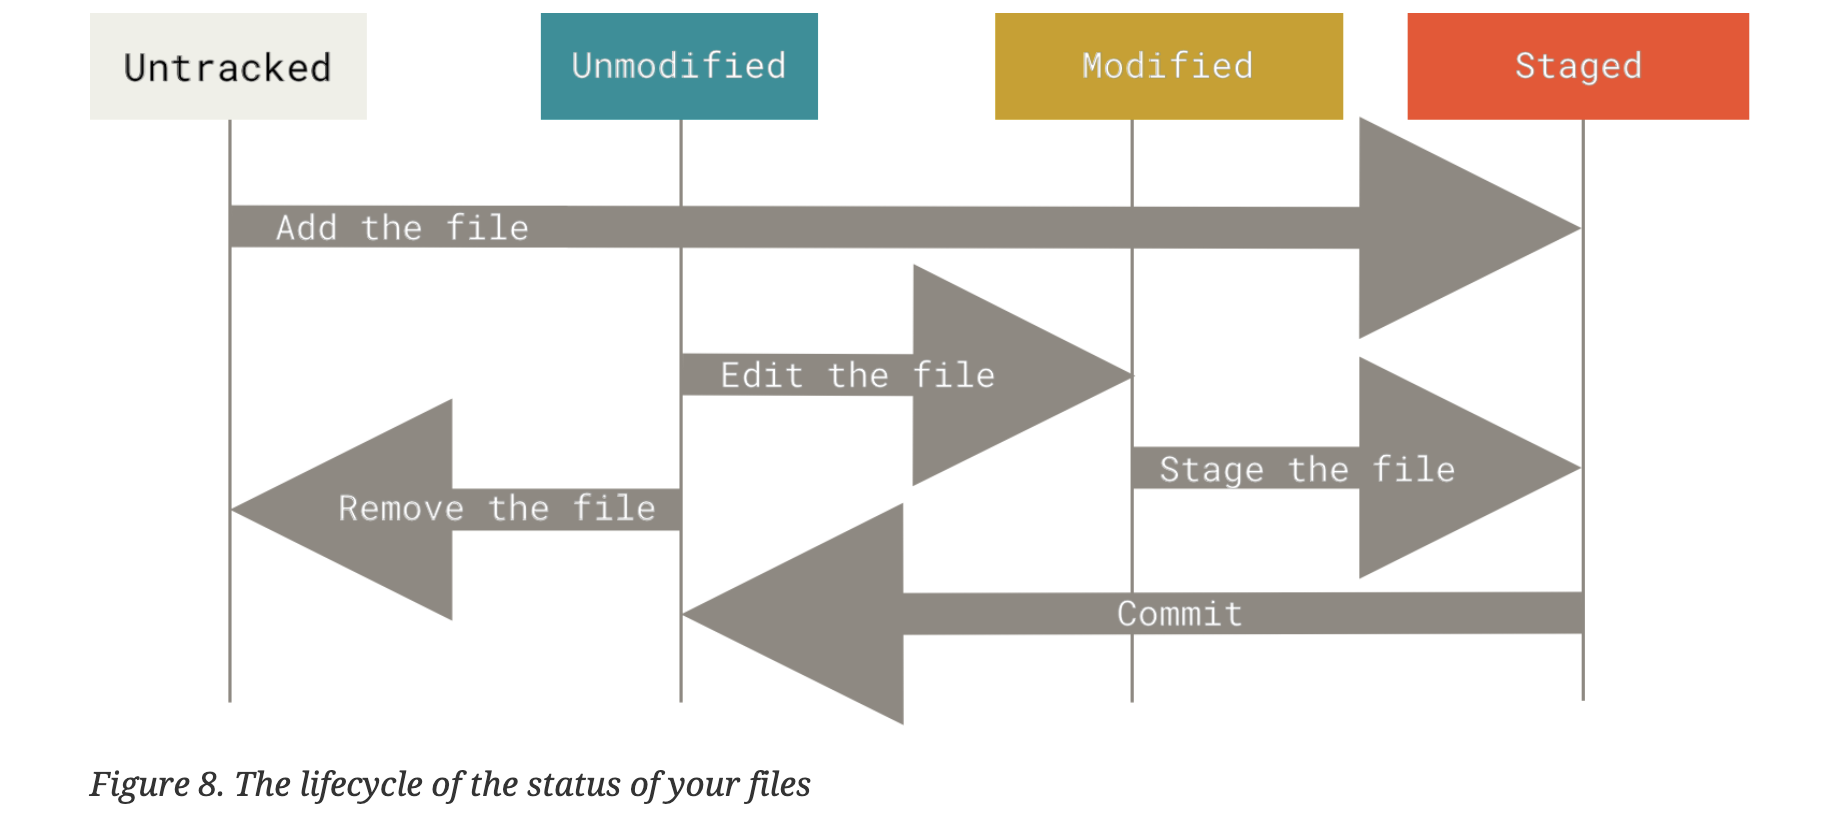 Untracked
Unmodified
Modified
Staged
Add the file
Edit the file
Stage the file
Remove the file
Commit
Figure 8. The lifecycle of the status of your files